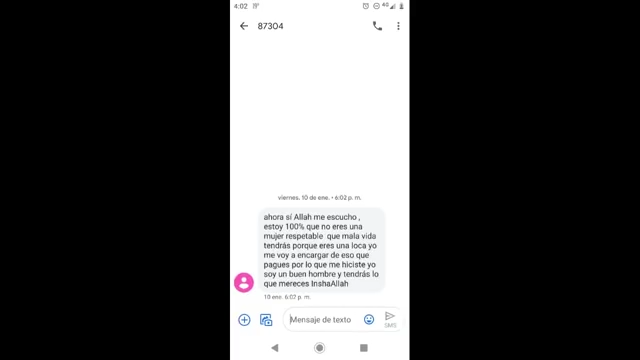 4:02
4G
87304
viernes, 10 de ene. • 6:02 p. m.
ahora sí Allah me escucho ,
estoy 100% que no eres una
mujer respetable que mala vida
tendrás porque eres una loca yo
me voy a encargar de eso que
pagues por lo que me hiciste yo
soy un buen hombre y tendrás lo
que mereces InshaAllah
10 ene. 6:02 p. m.
Mensaje de texto
SMS